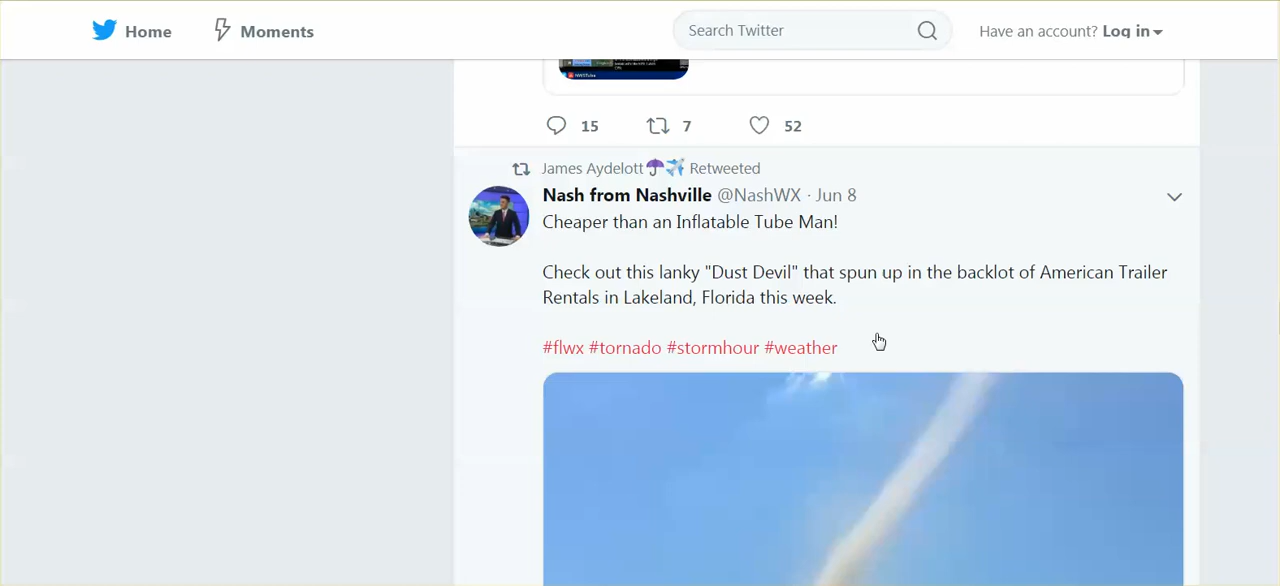 Home
Moments
Search Twitter
Have an account? Log in
15
7
52
James Aydelott☂✈ Retweeted
Nash from Nashville @NashWX · Jun 8
Cheaper than an Inflatable Tube Man!
Check out this lanky "Dust Devil" that spun up in the backlot of American Trailer
Rentals in Lakeland, Florida this week.
#flwx #tornado #stormhour #weather